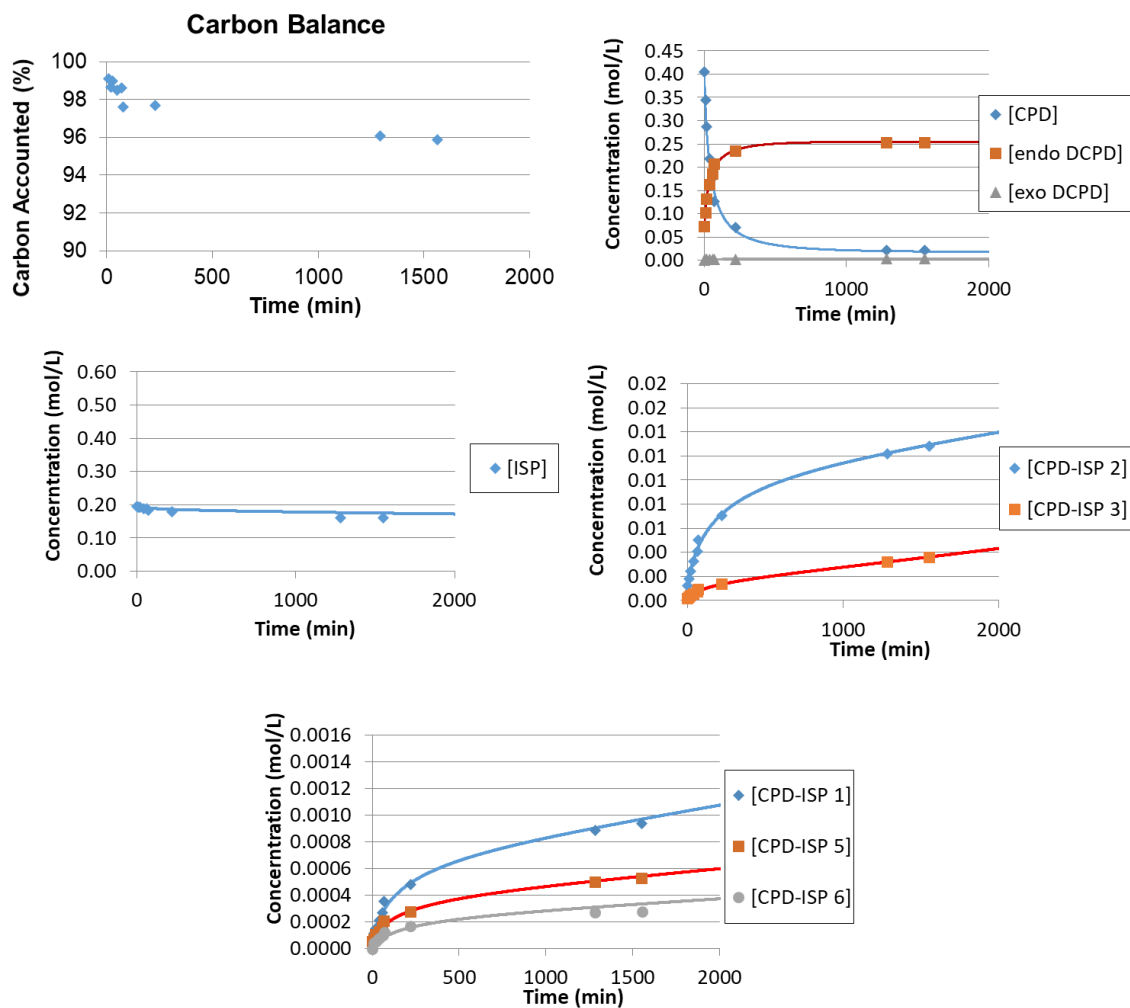 Carbon Balance
Carbon Accounted (%)
100
98
96
94
92
90
0 500 1000 1500 2000
Time (min)
Concerntration (mol/L)
0.45
0.40
0.35
0.30
0.25
0.20
0.15
0.10
0.05
0.00
0 1000 2000
Time (min)
[CPD]
[endo DCPD]
[exo DCPD]
Concerntration (mol/L)
0.60
0.50
0.40
0.30
0.20
0.10
0.00
0 1000 2000
Time (min)
[ISP]
Concerntration (mol/L)
0.02
0.02
0.01
0.01
0.01
0.01
0.00
0.00
0.00
0 1000 2000
Time (min)
[CPD-ISP 2]
[CPD-ISP 3]
Concerntration (mol/L)
0.0016
0.0014
0.0012
0.0010
0.0008
0.0006
0.0004
0.0002
0.0000
0 500 1000 1500 2000
Time (min)
[CPD-ISP 1]
[CPD-ISP 5]
[CPD-ISP 6]